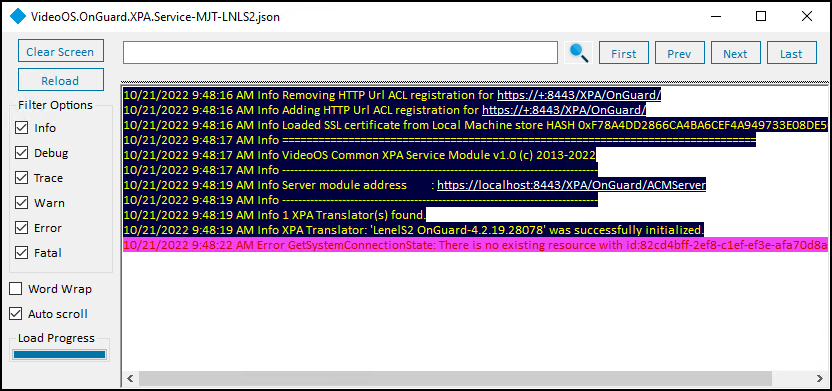 VideoOS.OnGuard.XPA.Service-MJT-LNLS2.json
Clear Screen
First
Prev
Next
Last
Reload
Filter Options
Info
Debug
Trace
Warn
Error
Fatal
Word Wrap
Auto scroll
Load Progress
10/21/2022 9:48:16 AM Info Removing HTTP Url ACL registration for https://+:8443/XPA/OnGuard/
10/21/2022 9:48:16 AM Info Adding HTTP Url ACL registration for https://+:8443/XPA/OnGuard/
10/21/2022 9:48:16 AM Info Loaded SSL certificate from Local Machine store HASH 0xF78A4DD2866CA4BA6CEF4A949733E08DE5
10/21/2022 9:48:17 AM Info ==============================================================================
10/21/2022 9:48:17 AM Info VideoOS Common XPA Service Module v1.0 (c) 2013-2022
10/21/2022 9:48:17 AM Info ------------------------------------------------------------------------------
10/21/2022 9:48:19 AM Info Server module address : https://localhost:8443/XPA/OnGuard/ACMServer
10/21/2022 9:48:19 AM Info ------------------------------------------------------------------------------
10/21/2022 9:48:19 AM Info 1 XPA Translator(s) found.
10/21/2022 9:48:19 AM Info XPA Translator: 'LenelS2 OnGuard-4.2.19.28078' was successfully initialized.
10/21/2022 9:48:22 AM Error GetSystemConnectionState: There is no existing resource with id:82cd4bff-2ef8-c1ef-ef3e-afa70d8a